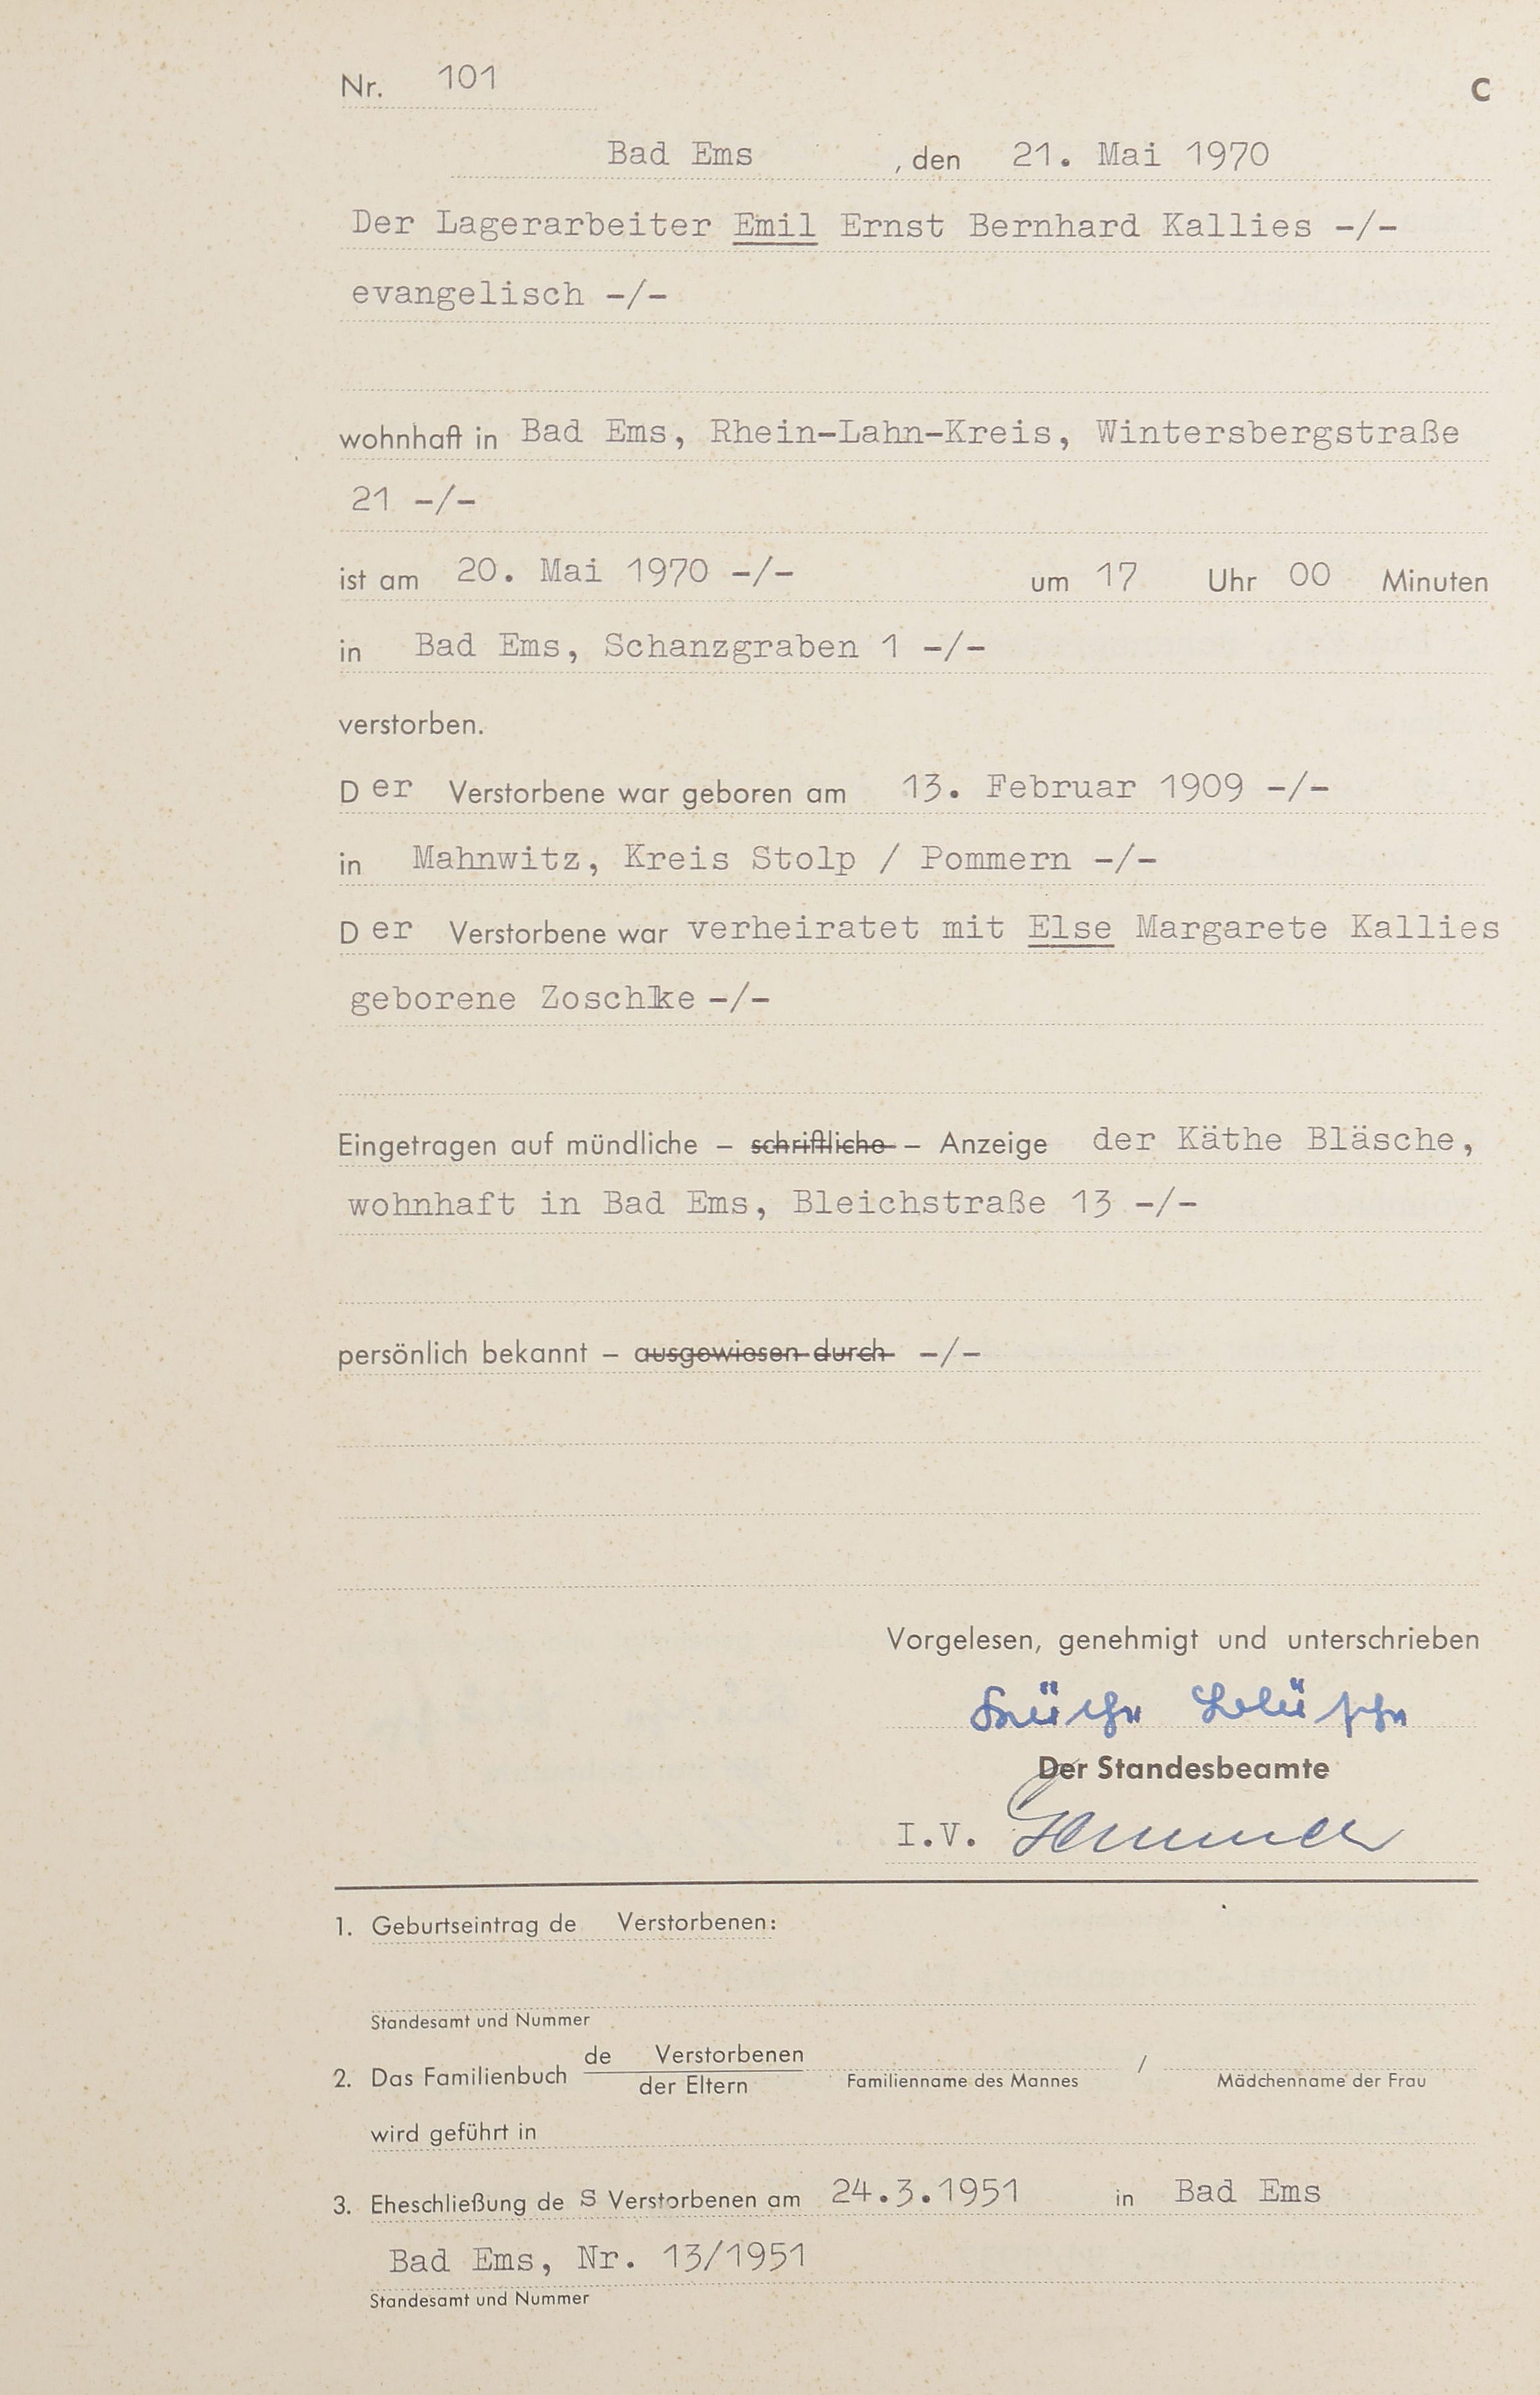 Nr. 101
C
Bad Ems , den 21. Mai 1970
Der Lagerarbeiter Emil Ernst Bernhard Kallies -/-
evangelisch -/-
wohnhaft in Bad Ems, Rhein-Lahn-Kreis, Wintersbergstraße
21 -/-
ist am 20. Mai 1970 -/- um 17 Uhr 00 Minuten
in Bad Ems, Schanzgraben 1 -/-
verstorben.
Der Verstorbene war geboren am 13. Februar 1909 -/-
in Mahnwitz, Kreis Stolp / Pommern -/-
Der Verstorbene war verheiratet mit Else Margarete Kallies
geborene Zoschke -/-
Eingetragen auf mündliche – schriftliche – Anzeige der Käthe Bläsche,
wohnhaft in Bad Ems, Bleichstraße 13 -/-
persönlich bekannt – ausgewiesen durch -/-
Vorgelesen, genehmigt und unterschrieben
Käthe Bläsche
Der Standesbeamte
I.V.
1. Geburtseintrag de Verstorbenen:
Standesamt und Nummer
2. Das Familienbuch de Verstorbenen / der Eltern
Familienname des Mannes / Mädchenname der Frau
wird geführt in
3. Eheschließung des Verstorbenen am 24.3.1951 in Bad Ems
Bad Ems, Nr. 13/1951
Standesamt und Nummer